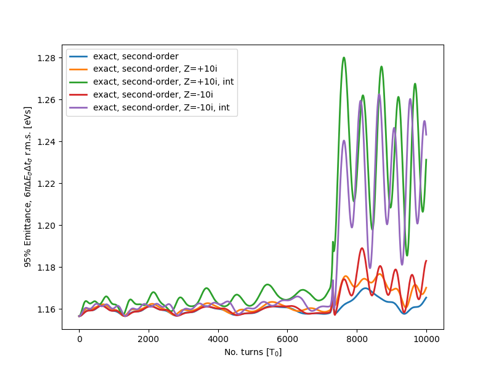 1.28
1.26
1.24
1.22
1.20
1.18
1.16
95% Emittance, 6πΔE_σΔt_σ r.m.s. [eVs]
exact, second-order
exact, second-order, Z=+10i
exact, second-order, Z=+10i, int
exact, second-order, Z=-10i
exact, second-order, Z=-10i, int
0
2000
4000
6000
8000
10000
No. turns [T₀]